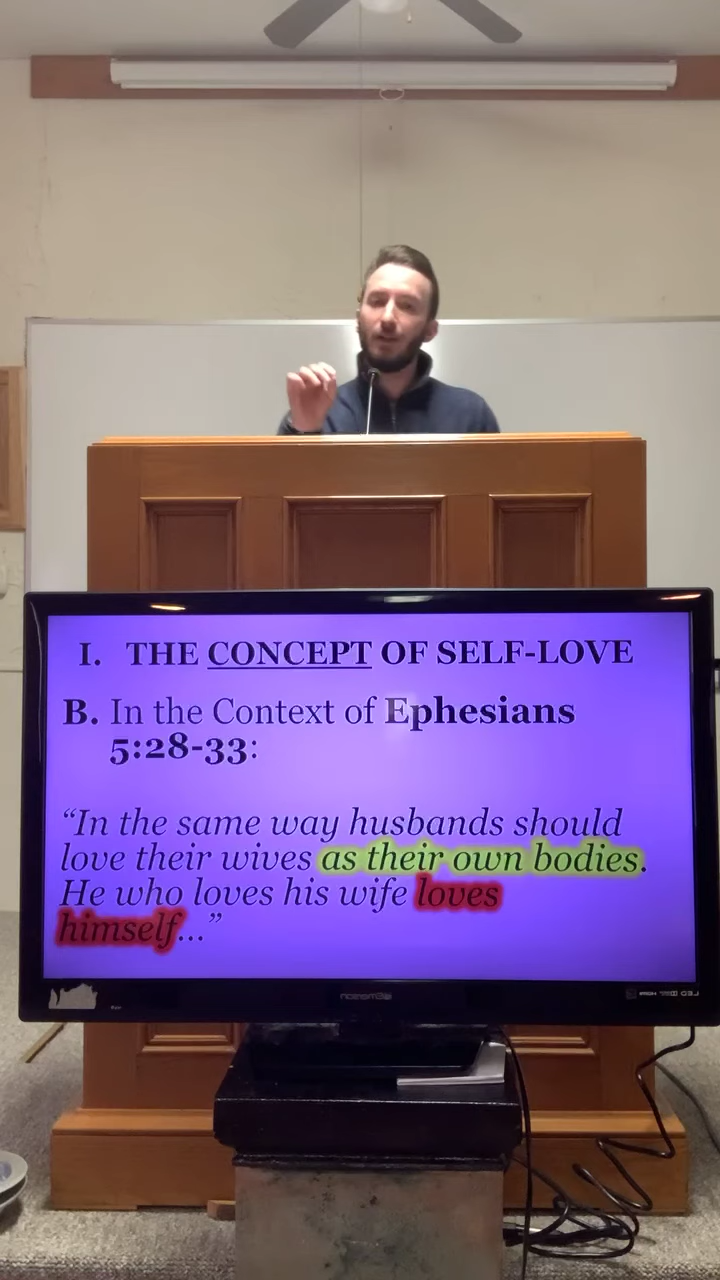 I. THE CONCEPT OF SELF-LOVE
B. In the Context of Ephesians
5:28-33:
“In the same way husbands should
love their wives as their own bodies.
He who loves his wife loves
himself...”